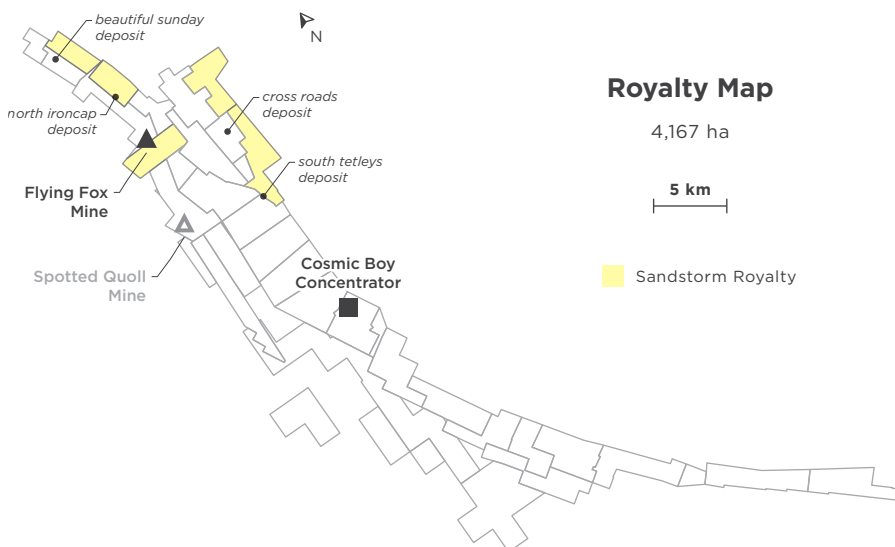 beautiful sunday
deposit
N
Royalty Map
4,167 ha
cross roads
deposit
north ironcap
deposit
south tetleys
deposit
5 km
Flying Fox
Mine
Cosmic Boy
Concentrator
Spotted Quoll
Mine
Sandstorm Royalty